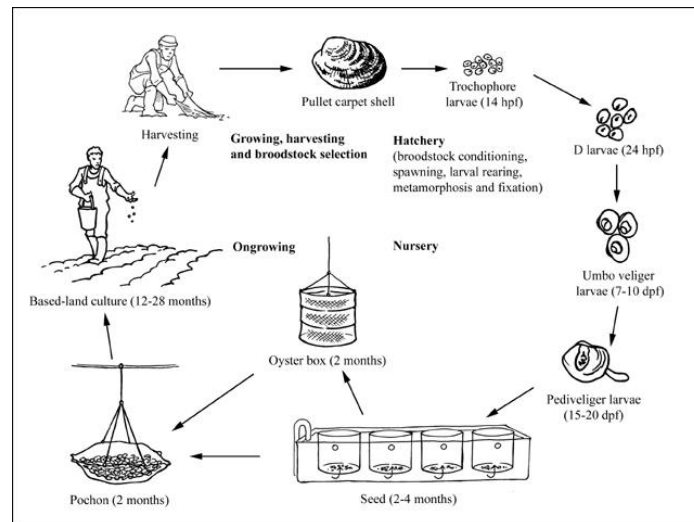 Pullet carpet shell
Trochophore
larvae (14 hpf)
Harvesting
Growing, harvesting
and broodstock selection
Hatchery
(broodstock conditioning,
spawning, larval rearing,
metamorphosis and fixation)
D larvae (24 hpf)
Ongrowing
Nursery
Umbo veliger
larvae (7-10 dpf)
Based-land culture (12-28 months)
Oyster box (2 months)
Pediveliger larvae
(15-20 dpf)
Pochon (2 months)
Seed (2-4 months)